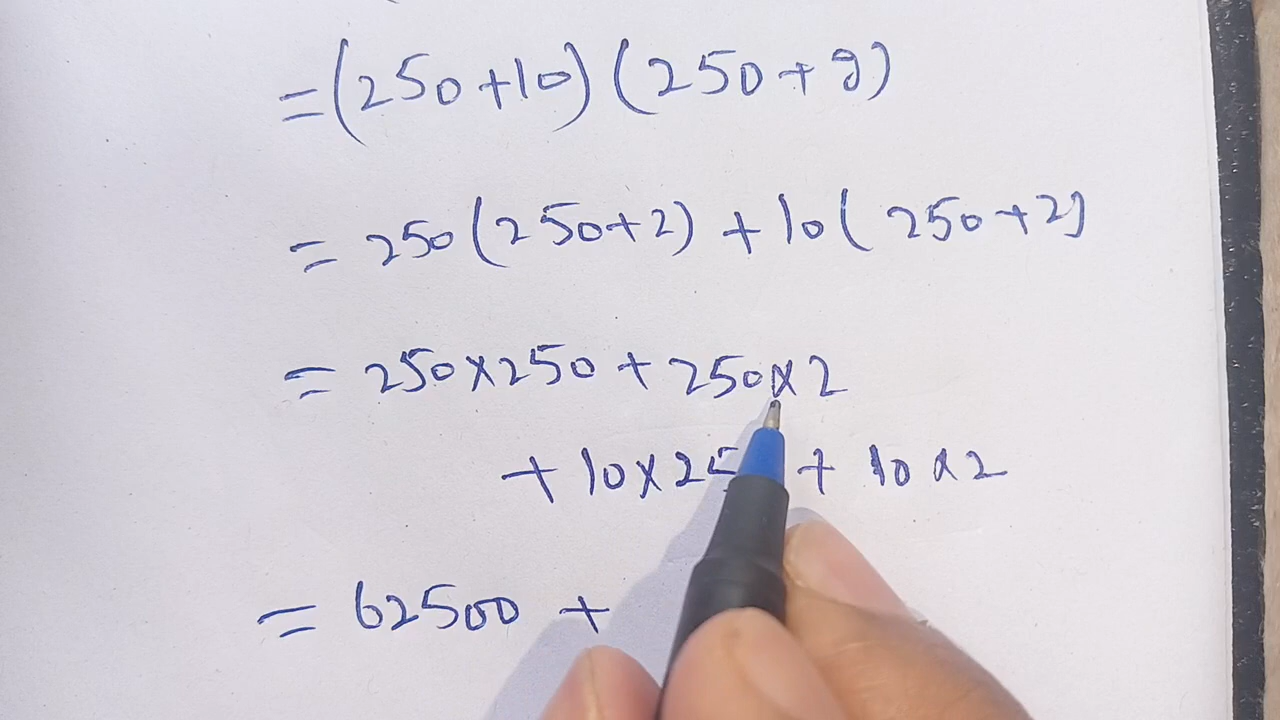 =(250+10)(250+2)
= 250(250+2) + 10(250+2)
= 250×250 + 250×2
+ 10×25 + 10×2
= 62500 +